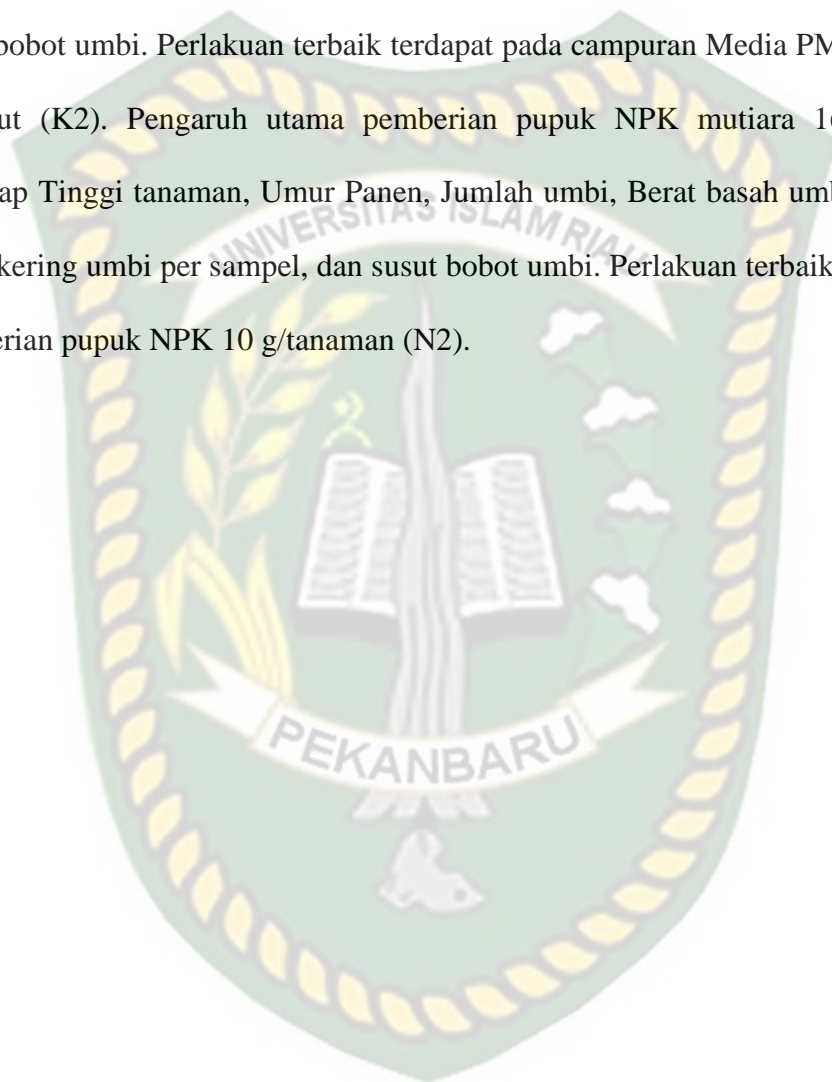 bobot umbi. Perlakuan terbaik terdapat pada campuran Media PM
ut (K2). Pengaruh utama pemberian pupuk NPK mutiara 16
ap Tinggi tanaman, Umur Panen, Jumlah umbi, Berat basah umb
UNIVERSITAS ISLAM RIAU
kering umbi per sampel, dan susut bobot umbi. Perlakuan terbaik
erian pupuk NPK 10 g/tanaman (N2).
PEKANBARU